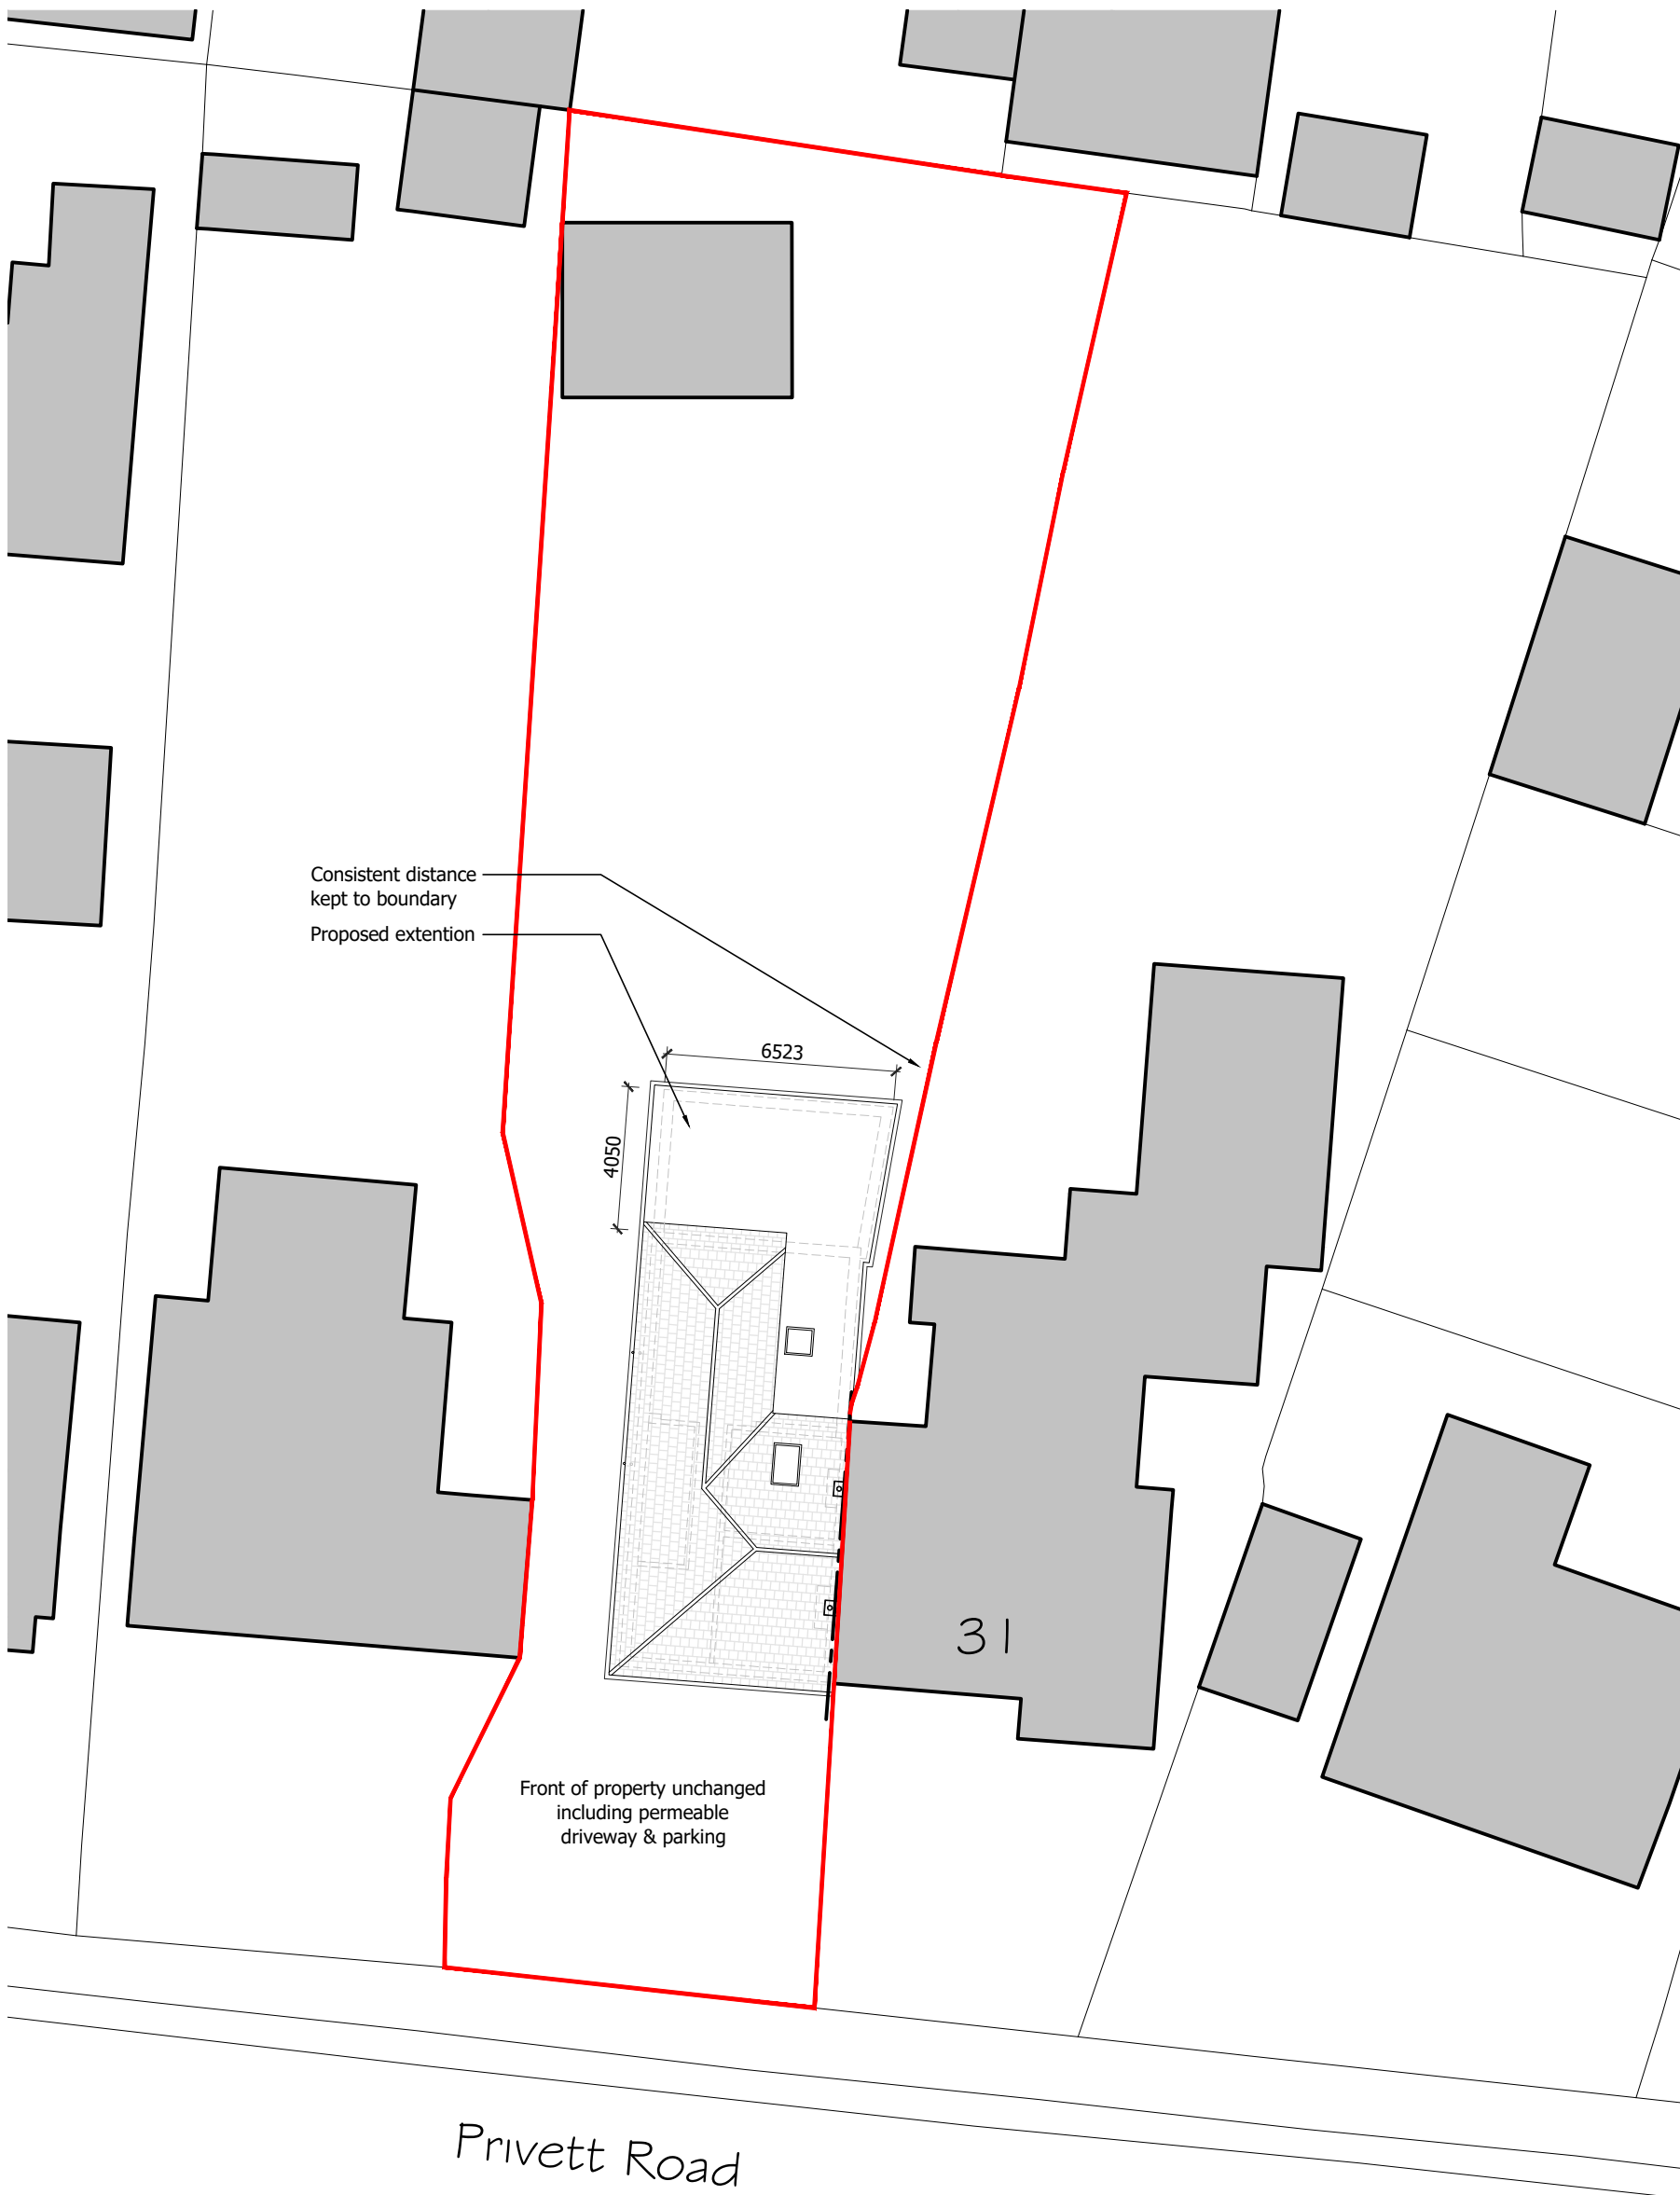 Consistent distance
kept to boundary
Proposed extention
6523
4050
31
Front of property unchanged
including permeable
driveway & parking
Privett Road